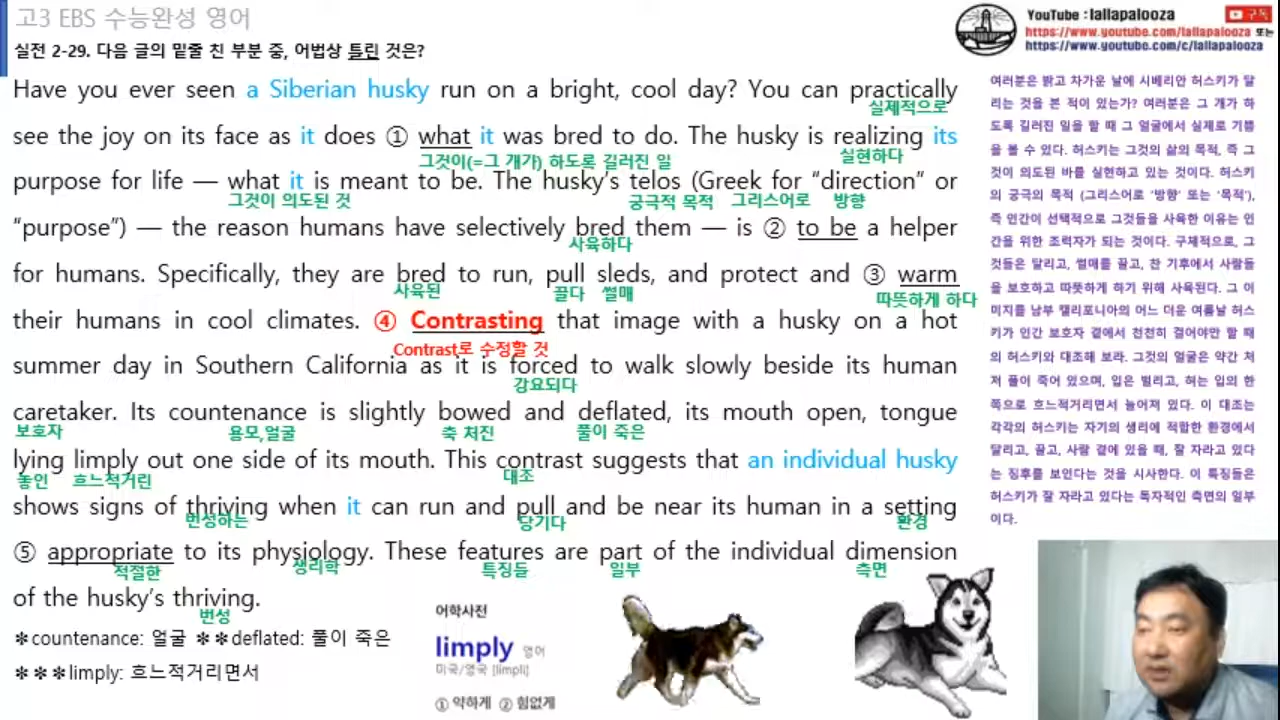 고3 EBS 수능완성 영어
실전 2-29. 다음 글의 밑줄 친 부분 중, 어법상 틀린 것은?
YouTube : lallapalooza
구독
https://www.youtube.com/lallapalooza 또는
https://www.youtube.com/c/lallapalooza
Have you ever seen a Siberian husky run on a bright, cool day? You can practically
실제적으로
see the joy on its face as it does ① what it was bred to do. The husky is realizing its
그것이(=그 개가) 하도록 길러진 일 실현하다
purpose for life — what it is meant to be. The husky's telos (Greek for “direction” or
그것이 의도된 것 궁극적 목적 그리스어로 방향
“purpose”) — the reason humans have selectively bred them — is ② to be a helper
사육하다
for humans. Specifically, they are bred to run, pull sleds, and protect and ③ warm
사육된 끌다 썰매 따뜻하게 하다
their humans in cool climates. ④ Contrasting that image with a husky on a hot
Contrast로 수정할 것
summer day in Southern California as it is forced to walk slowly beside its human
강요되다
caretaker. Its countenance is slightly bowed and deflated, its mouth open, tongue
보호자 용모,얼굴 축 처진 풀이 죽은
lying limply out one side of its mouth. This contrast suggests that an individual husky
놓인 흐느적거린 대조
shows signs of thriving when it can run and pull and be near its human in a setting
번성하는 당기다 환경
⑤ appropriate to its physiology. These features are part of the individual dimension
적절한 생리학 특징들 일부 측면
of the husky's thriving.
번성
✻countenance: 얼굴 ✻✻deflated: 풀이 죽은
✻✻✻limply: 흐느적거리면서
어학사전
limply 영어
미국/영국 [límpli]
① 약하게 ② 힘없게
여러분은 밝고 차가운 날에 시베리안 허스키가 달
리는 것을 본 적이 있는가? 여러분은 그 개가 하
도록 길러진 일을 할 때 그 얼굴에서 실제로 기쁨
을 볼 수 있다. 허스키는 그것의 삶의 목적, 즉 그
것이 의도된 바를 실현하고 있는 것이다. 허스키
의 궁극의 목적 (그리스어로 ‘방향’ 또는 ‘목적’),
즉 인간이 선택적으로 그것들을 사육한 이유는 인
간을 위한 조력자가 되는 것이다. 구체적으로, 그
것들은 달리고, 썰매를 끌고, 찬 기후에서 사람들
을 보호하고 따뜻하게 하기 위해 사육된다. 그 이
미지를 남부 캘리포니아의 어느 더운 여름날 허스
키가 인간 보호자 곁에서 천천히 걸어야만 할 때
의 허스키와 대조해 보라. 그것의 얼굴은 약간 처
져 풀이 죽어 있으며, 입은 벌리고, 혀는 입의 한
쪽으로 흐느적거리면서 늘어져 있다. 이 대조는
각각의 허스키는 자기의 생리에 적합한 환경에서
달리고, 끌고, 사람 곁에 있을 때, 잘 자라고 있다
는 징후를 보인다는 것을 시사한다. 이 특징들은
허스키가 잘 자라고 있다는 독자적인 측면의 일부
이다.